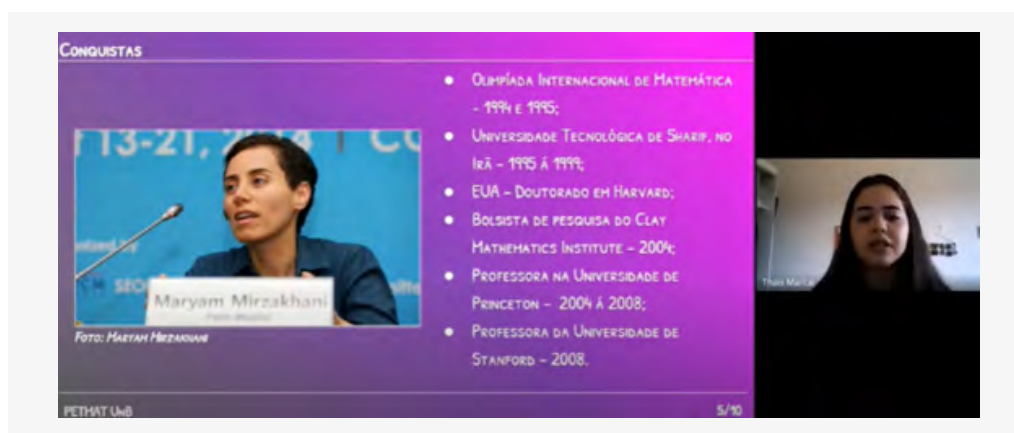 CONQUISTAS
● OLIMPÍADA INTERNACIONAL DE MATEMÁTICA
- 1994 E 1995;
● UNIVERSIDADE TECNOLÓGICA DE SHARIF, NO
IRÃ – 1995 Á 1999;
● EUA – DOUTORADO EM HARVARD;
● BOLSISTA DE PESQUISA DO CLAY
MATHEMATICS INSTITUTE – 2004;
● PROFESSORA NA UNIVERSIDADE DE
PRINCETON – 2004 Á 2008;
● PROFESSORA DA UNIVERSIDADE DE
STANFORD – 2008.
13-21, 2014
Maryam Mirzakhani
FOTO: MARYAM MIRZAKHANI
Thais
PETMAT UNB
5/10